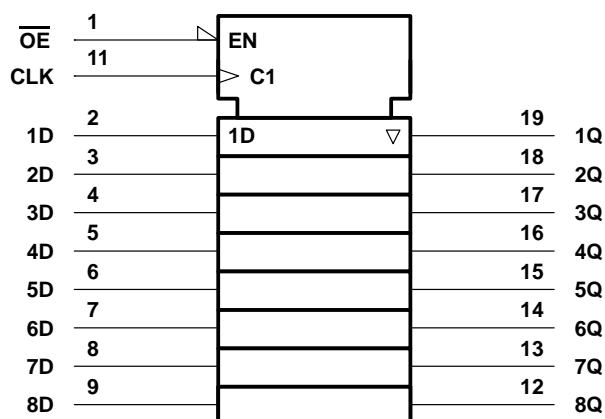 1
O̅E̅ EN
11
CLK C1
2 19
1D 1D 1Q
3 18
2D 2Q
4 17
3D 3Q
5 16
4D 4Q
6 15
5D 5Q
7 14
6D 6Q
8 13
7D 7Q
9 12
8D 8Q